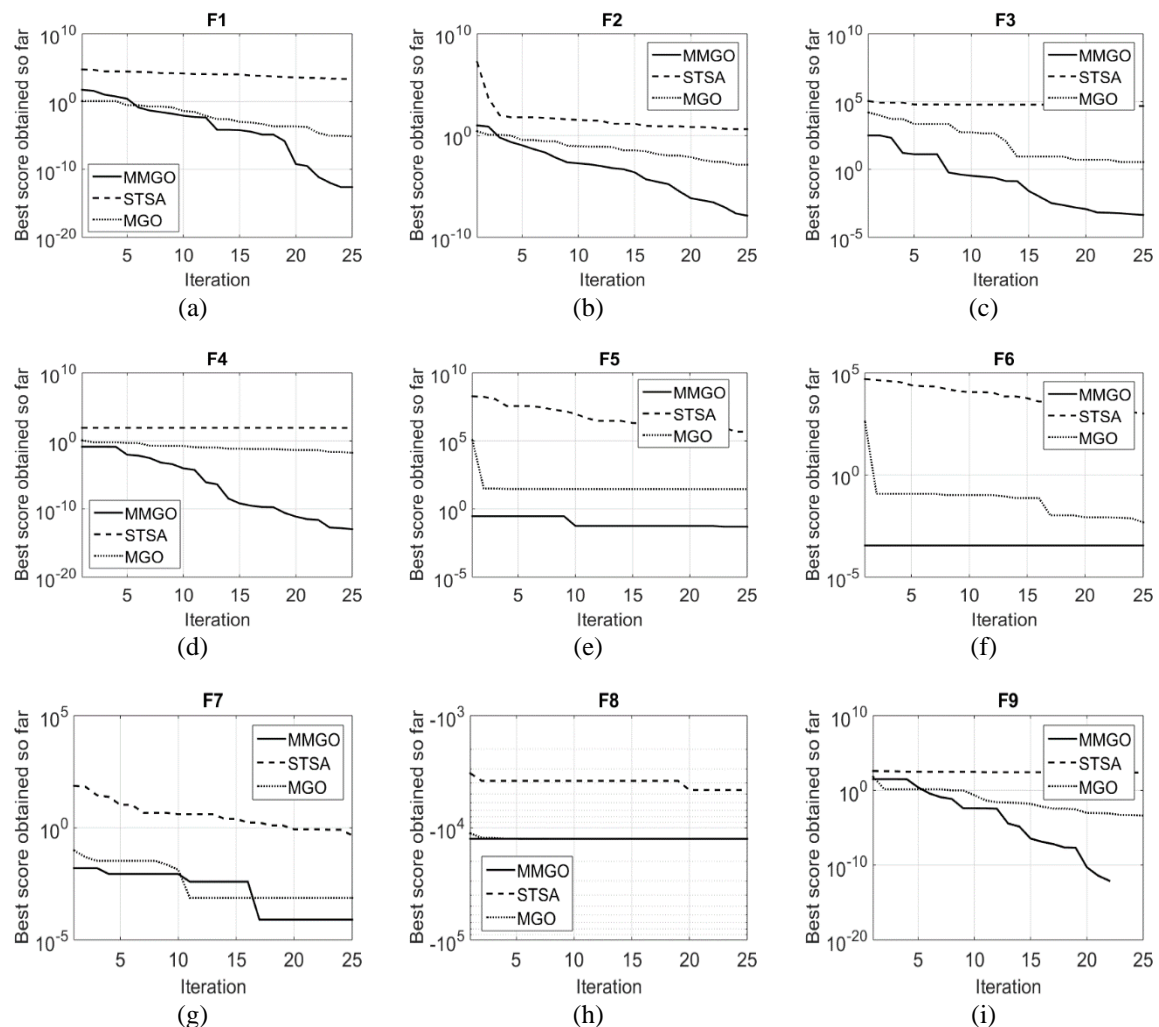 F1
Best score obtained so far
10^10
10^0
10^-10
10^-20
MMGO
STSA
MGO
5 10 15 20 25
Iteration
(a)
F2
Best score obtained so far
10^10
10^0
10^-10
MMGO
STSA
MGO
5 10 15 20 25
Iteration
(b)
F3
Best score obtained so far
10^10
10^5
10^0
10^-5
MMGO
STSA
MGO
5 10 15 20 25
Iteration
(c)
F4
Best score obtained so far
10^10
10^0
10^-10
10^-20
MMGO
STSA
MGO
5 10 15 20 25
Iteration
(d)
F5
Best score obtained so far
10^10
10^5
10^0
10^-5
MMGO
STSA
MGO
5 10 15 20 25
Iteration
(e)
F6
Best score obtained so far
10^5
10^0
10^-5
MMGO
STSA
MGO
5 10 15 20 25
Iteration
(f)
F7
Best score obtained so far
10^5
10^0
10^-5
MMGO
STSA
MGO
5 10 15 20 25
Iteration
(g)
F8
Best score obtained so far
-10^3
-10^4
-10^5
MMGO
STSA
MGO
5 10 15 20 25
Iteration
(h)
F9
Best score obtained so far
10^10
10^0
10^-10
10^-20
MMGO
STSA
MGO
5 10 15 20 25
Iteration
(i)